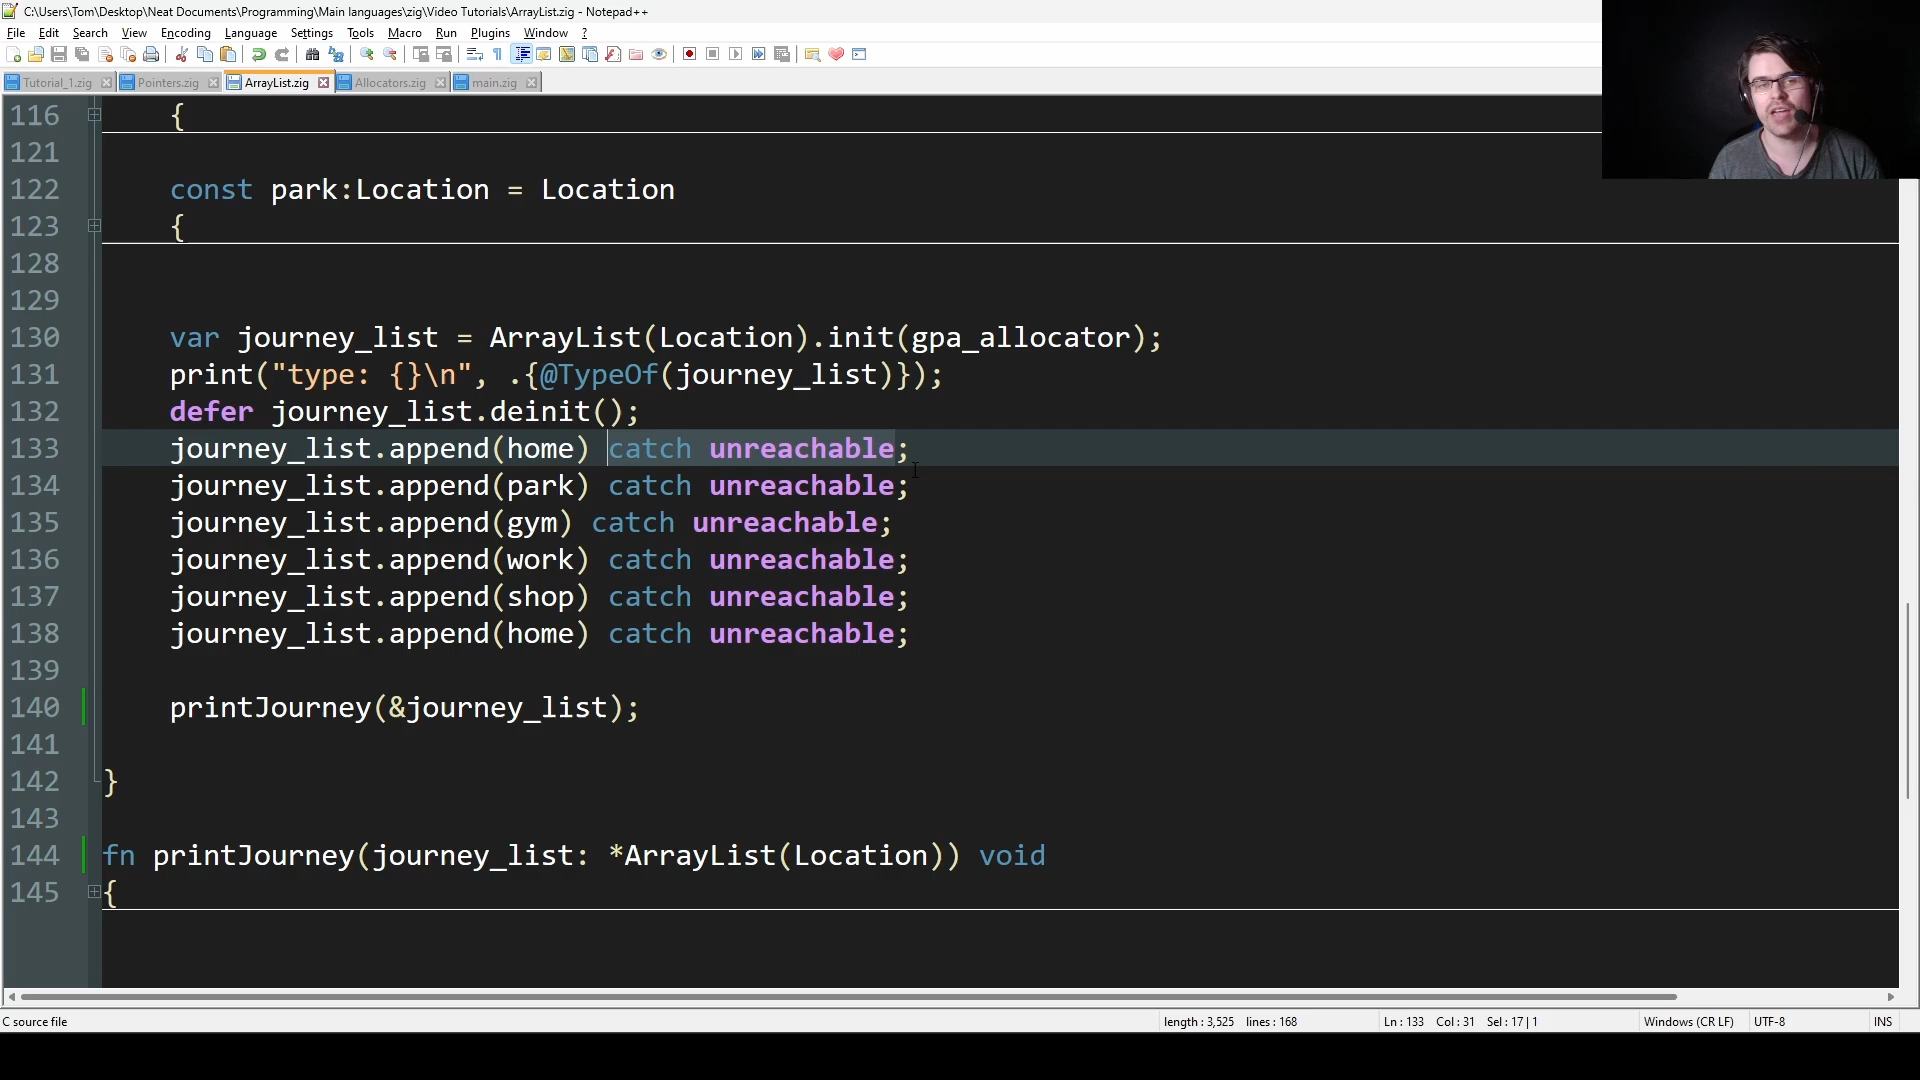 C:\Users\Tom\Desktop\Neat Documents\Programming\Main languages\zig\Video Tutorials\ArrayList.zig - Notepad++
File Edit Search View Encoding Language Settings Tools Macro Run Plugins Window ?
Tutorial_1.zig Pointers.zig ArrayList.zig Allocators.zig main.zig
116 {
121
122 const park:Location = Location
123 {
128
129
130 var journey_list = ArrayList(Location).init(gpa_allocator);
131 print("type: {}\n", .{@TypeOf(journey_list)});
132 defer journey_list.deinit();
133 journey_list.append(home) catch unreachable;
134 journey_list.append(park) catch unreachable;
135 journey_list.append(gym) catch unreachable;
136 journey_list.append(work) catch unreachable;
137 journey_list.append(shop) catch unreachable;
138 journey_list.append(home) catch unreachable;
139
140 printJourney(&journey_list);
141
142 }
143
144 fn printJourney(journey_list: *ArrayList(Location)) void
145 {
C source file length : 3,525 lines : 168 Ln : 133 Col : 31 Sel : 17 | 1 Windows (CR LF) UTF-8 INS